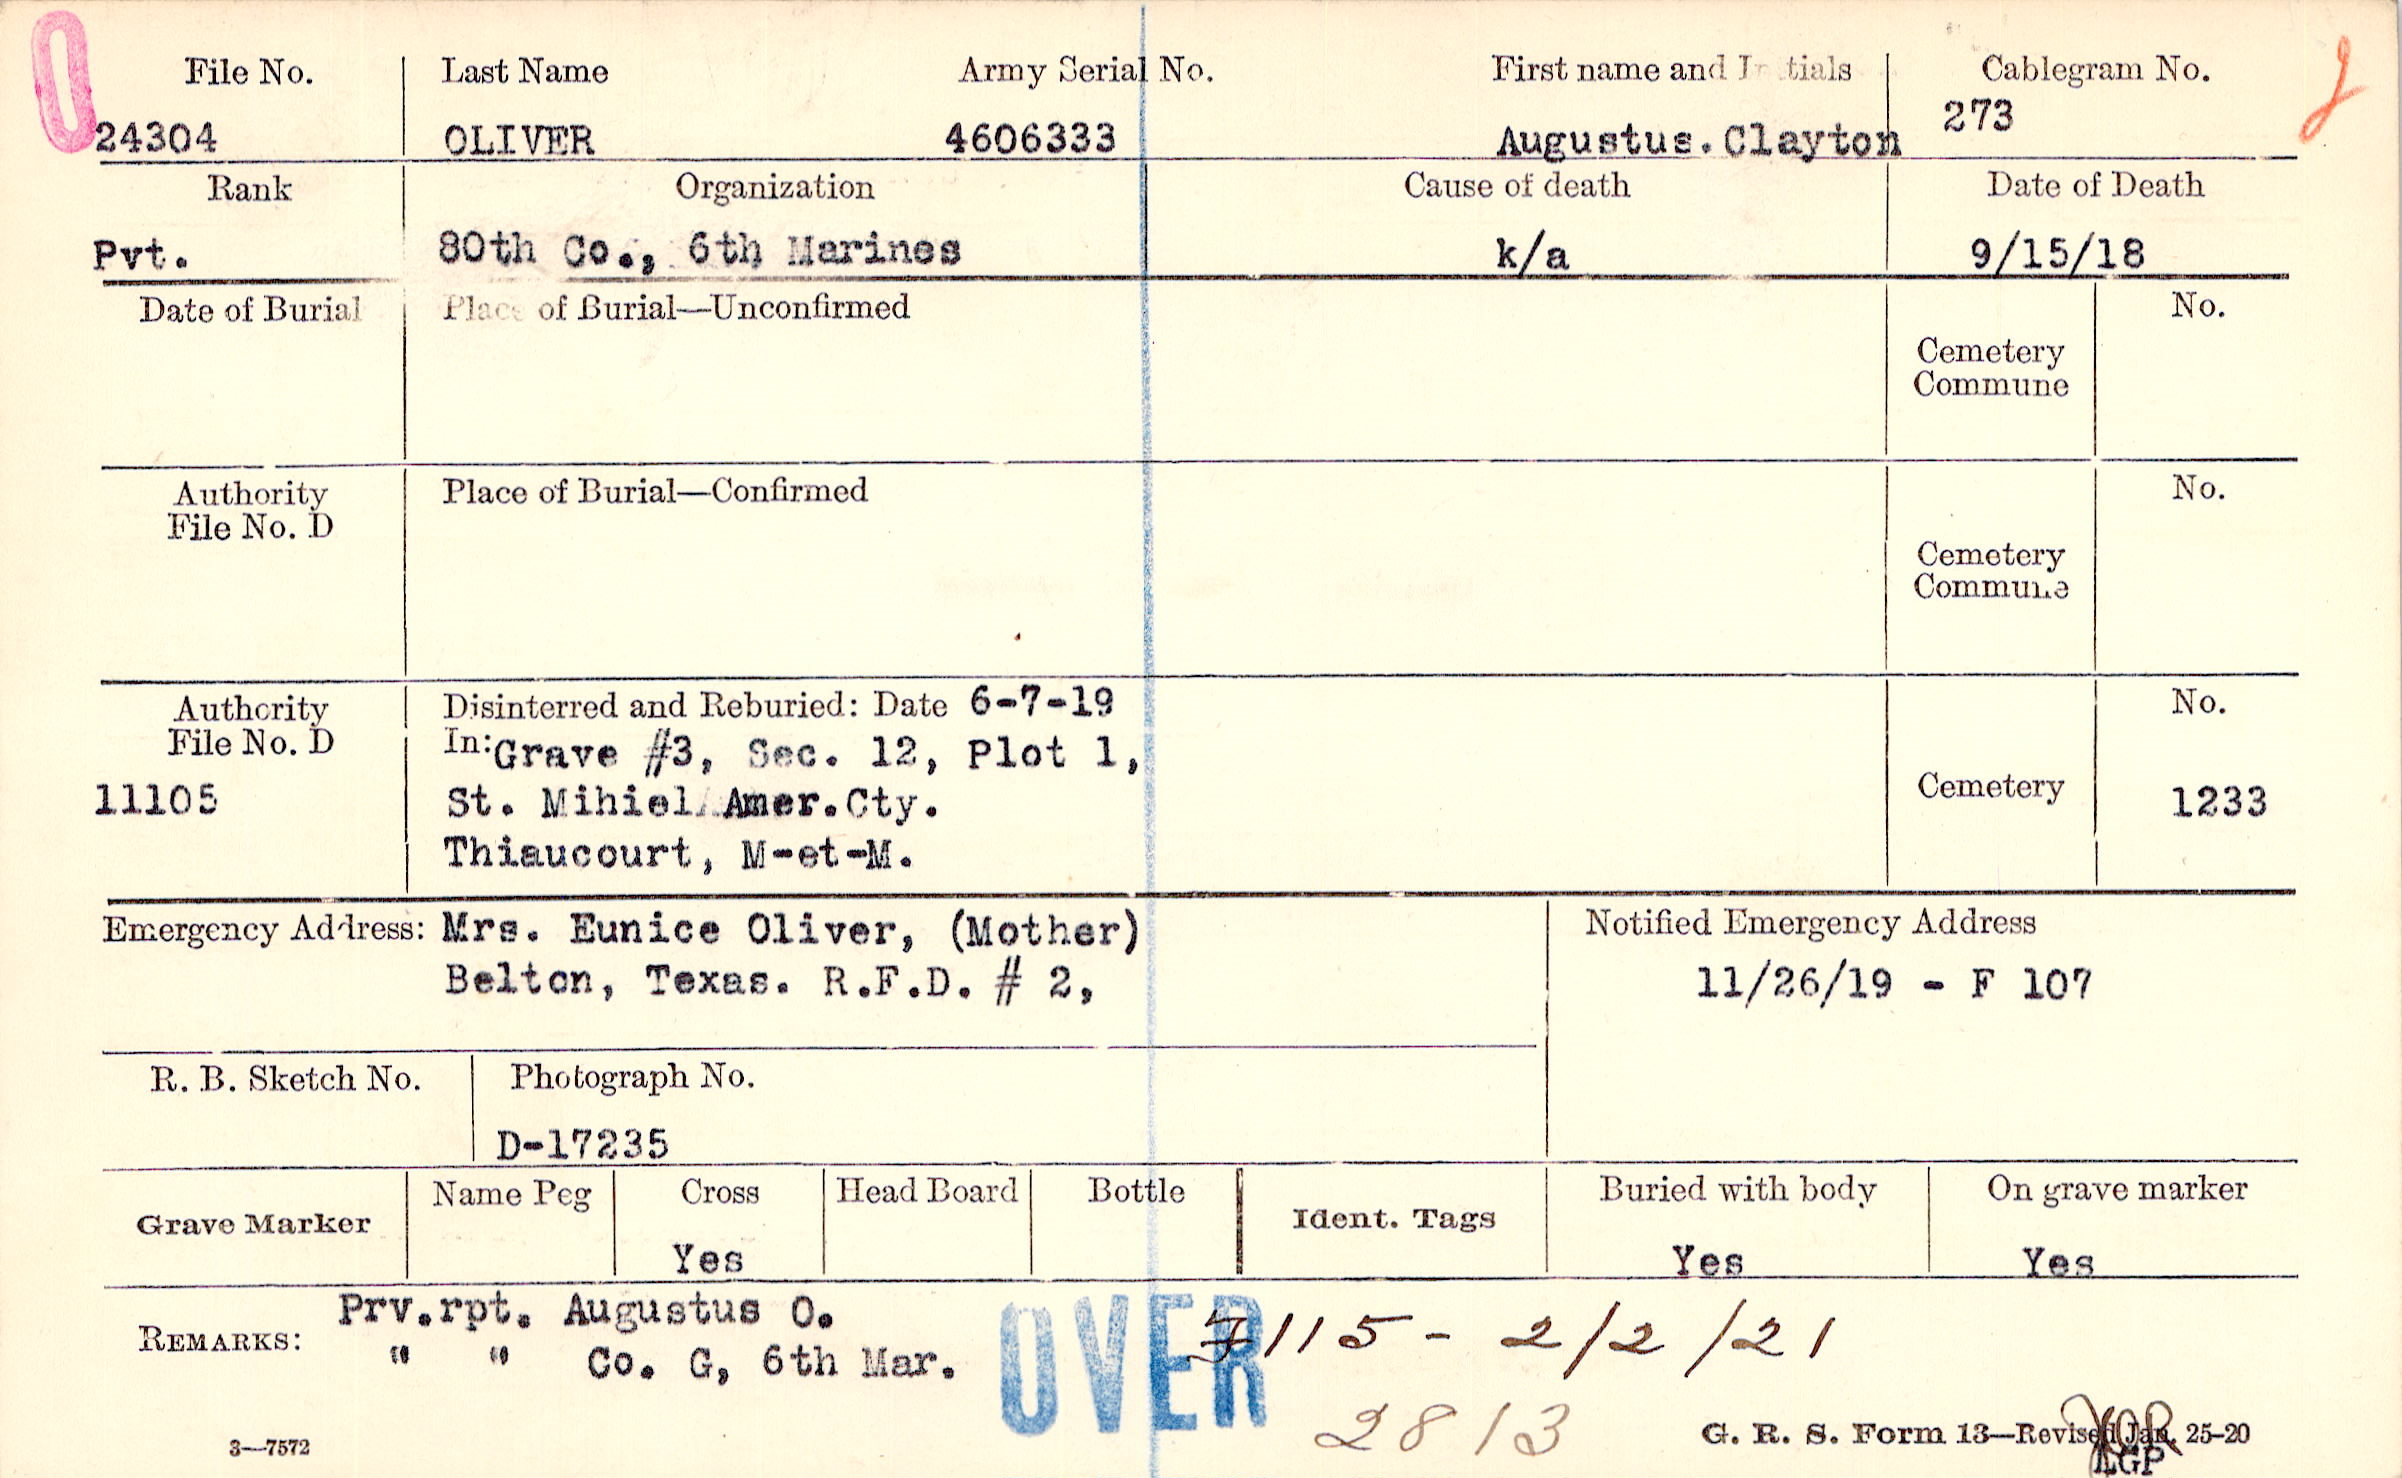 O
File No. Last Name Army Serial No. First name and Initials Cablegram No.
24304 OLIVER 4606333 Augustus. Clayton 273
Rank Organization Cause of death Date of Death
Pvt. 80th Co., 6th Marines k/a 9/15/18
Date of Burial Place of Burial—Unconfirmed No.
Cemetery
Commune
Authority Place of Burial—Confirmed No.
File No. D
Cemetery
Commune
Authority Disinterred and Reburied: Date 6-7-19 No.
File No. D In: Grave #3, Sec. 12, Plot 1,
11105 St. Mihiel Amer.Cty. Cemetery 1233
Thiaucourt, M-et-M.
Emergency Address: Mrs. Eunice Oliver, (Mother) Notified Emergency Address
Belton, Texas. R.F.D. # 2, 11/26/19 - F 107
R. B. Sketch No. Photograph No.
D-17235
Grave Marker Name Peg Cross Head Board Bottle Ident. Tags Buried with body On grave marker
Yes Yes Yes
REMARKS: Prv.rpt. Augustus O.
" " Co. G, 6th Mar.
OVER
7115 - 2/2/21
2813
3—7572 G. R. S. Form 13—Revised Jan. 25-20
LGP